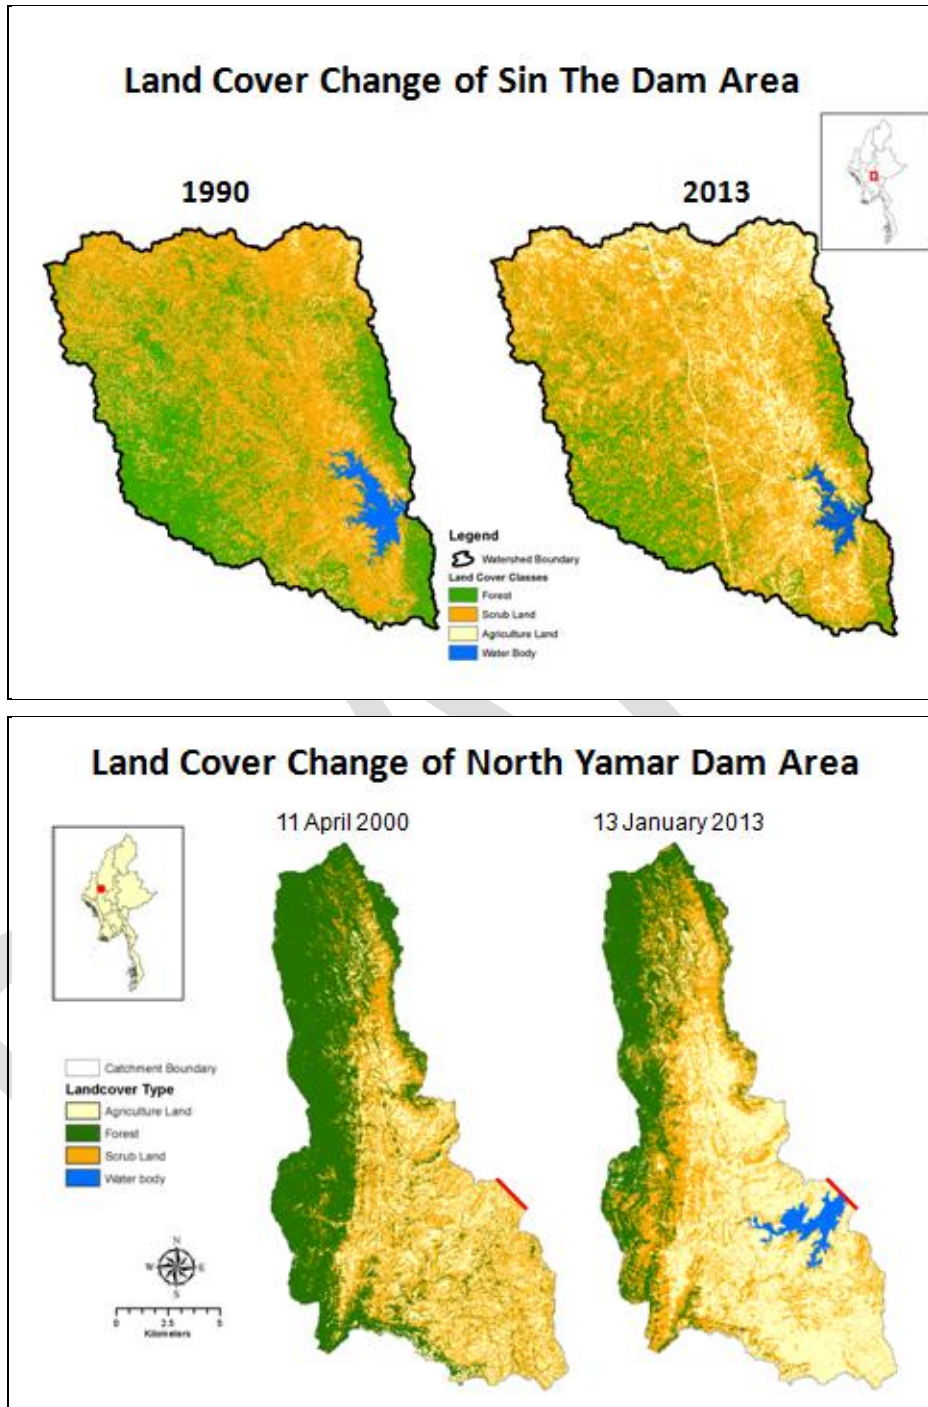 Land Cover Change of Sin The Dam Area
1990
2013
Legend
Watershed Boundary
Land Cover Classes
Forest
Scrub Land
Agriculture Land
Water Body
Land Cover Change of North Yamar Dam Area
11 April 2000
13 January 2013
Catchment Boundary
Landcover Type
Agriculture Land
Forest
Scrub Land
Water body
N
W E
S
0 2.5 5
Kilometers